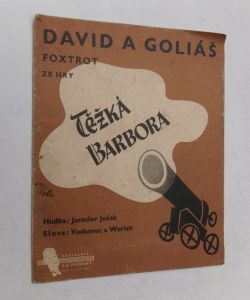 DAVID A GOLIÁŠ
FOXTROT
ZE HRY
TĚŽKÁ
BARBORA
Hudba: Jaroslav Ježek
Slova: Voskovec a Werich